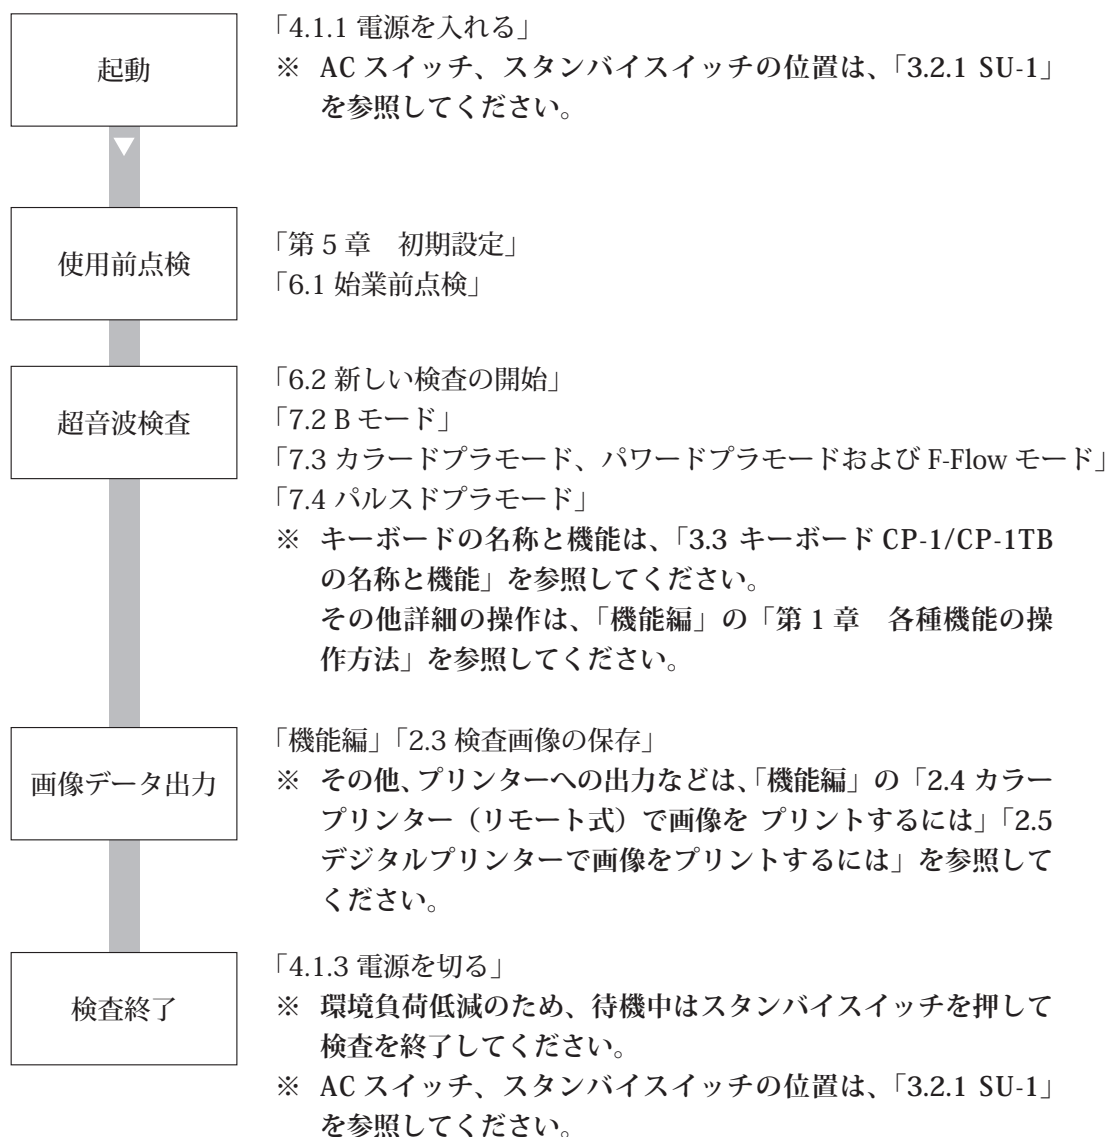 起動
「4.1.1 電源を入れる」
※ AC スイッチ、スタンバイスイッチの位置は、「3.2.1 SU-1」
を参照してください。
使用前点検
「第 5 章　初期設定」
「6.1 始業前点検」
超音波検査
「6.2 新しい検査の開始」
「7.2 B モード」
「7.3 カラードプラモード、パワードプラモードおよび F-Flow モード」
「7.4 パルスドプラモード」
※ キーボードの名称と機能は、「3.3 キーボード CP-1/CP-1TB
の名称と機能」を参照してください。
その他詳細の操作は、「機能編」の「第 1 章　各種機能の操
作方法」を参照してください。
画像データ出力
「機能編」「2.3 検査画像の保存」
※ その他、プリンターへの出力などは、「機能編」の「2.4 カラー
プリンター（リモート式）で画像を プリントするには」「2.5
デジタルプリンターで画像をプリントするには」を参照して
ください。
検査終了
「4.1.3 電源を切る」
※ 環境負荷低減のため、待機中はスタンバイスイッチを押して
検査を終了してください。
※ AC スイッチ、スタンバイスイッチの位置は、「3.2.1 SU-1」
を参照してください。